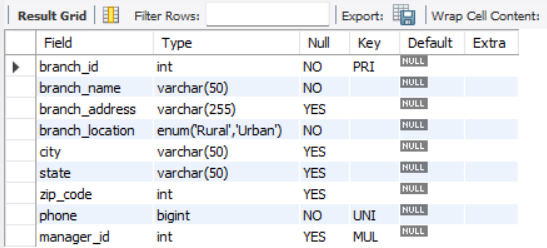 Result Grid Filter Rows: Export: Wrap Cell Content:
Field Type Null Key Default Extra
branch_id int NO PRI NULL
branch_name varchar(50) NO NULL
branch_address varchar(255) YES NULL
branch_location enum('Rural','Urban') NO NULL
city varchar(50) YES NULL
state varchar(50) YES NULL
zip_code int YES NULL
phone bigint NO UNI NULL
manager_id int YES MUL NULL